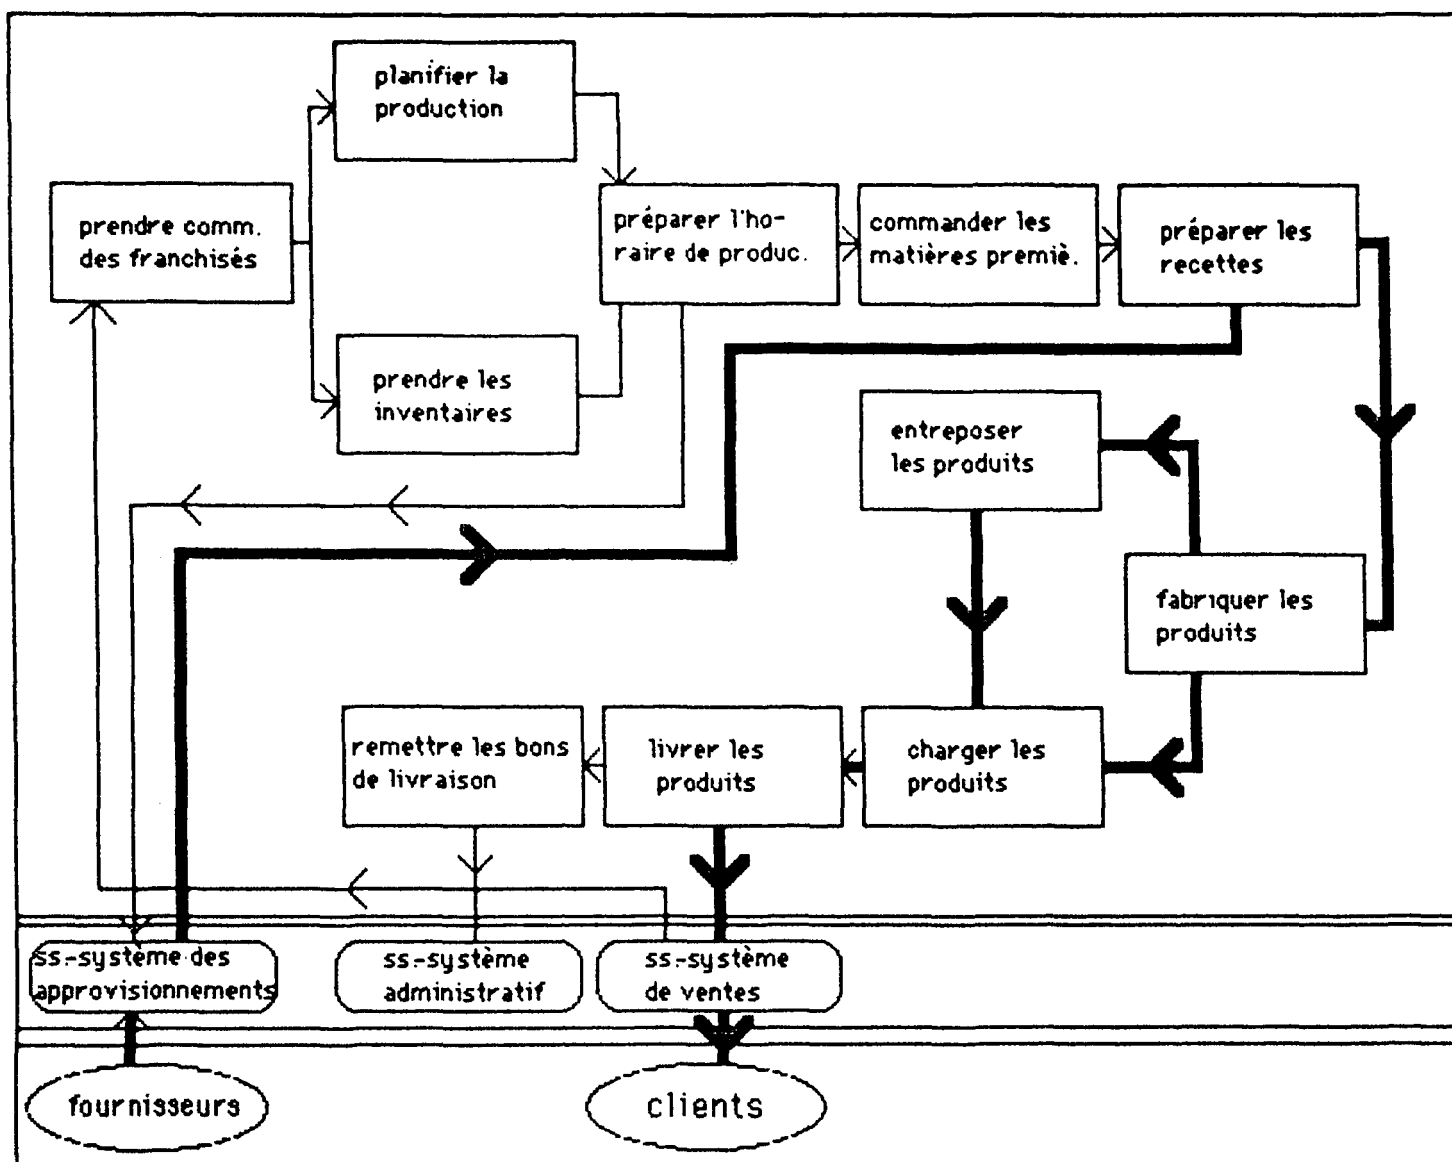 planifier la
production
prendre comm.
des franchisés
préparer l'ho-
raire de produc.
commander les
matières premiè.
préparer les
recettes
prendre les
inventaires
entreposer
les produits
fabriquer les
produits
remettre les bons
de livraison
livrer les
produits
charger les
produits
ss.-système des
approvisionnements
ss.-système
administratif
ss.-système
de ventes
fournisseurs
clients